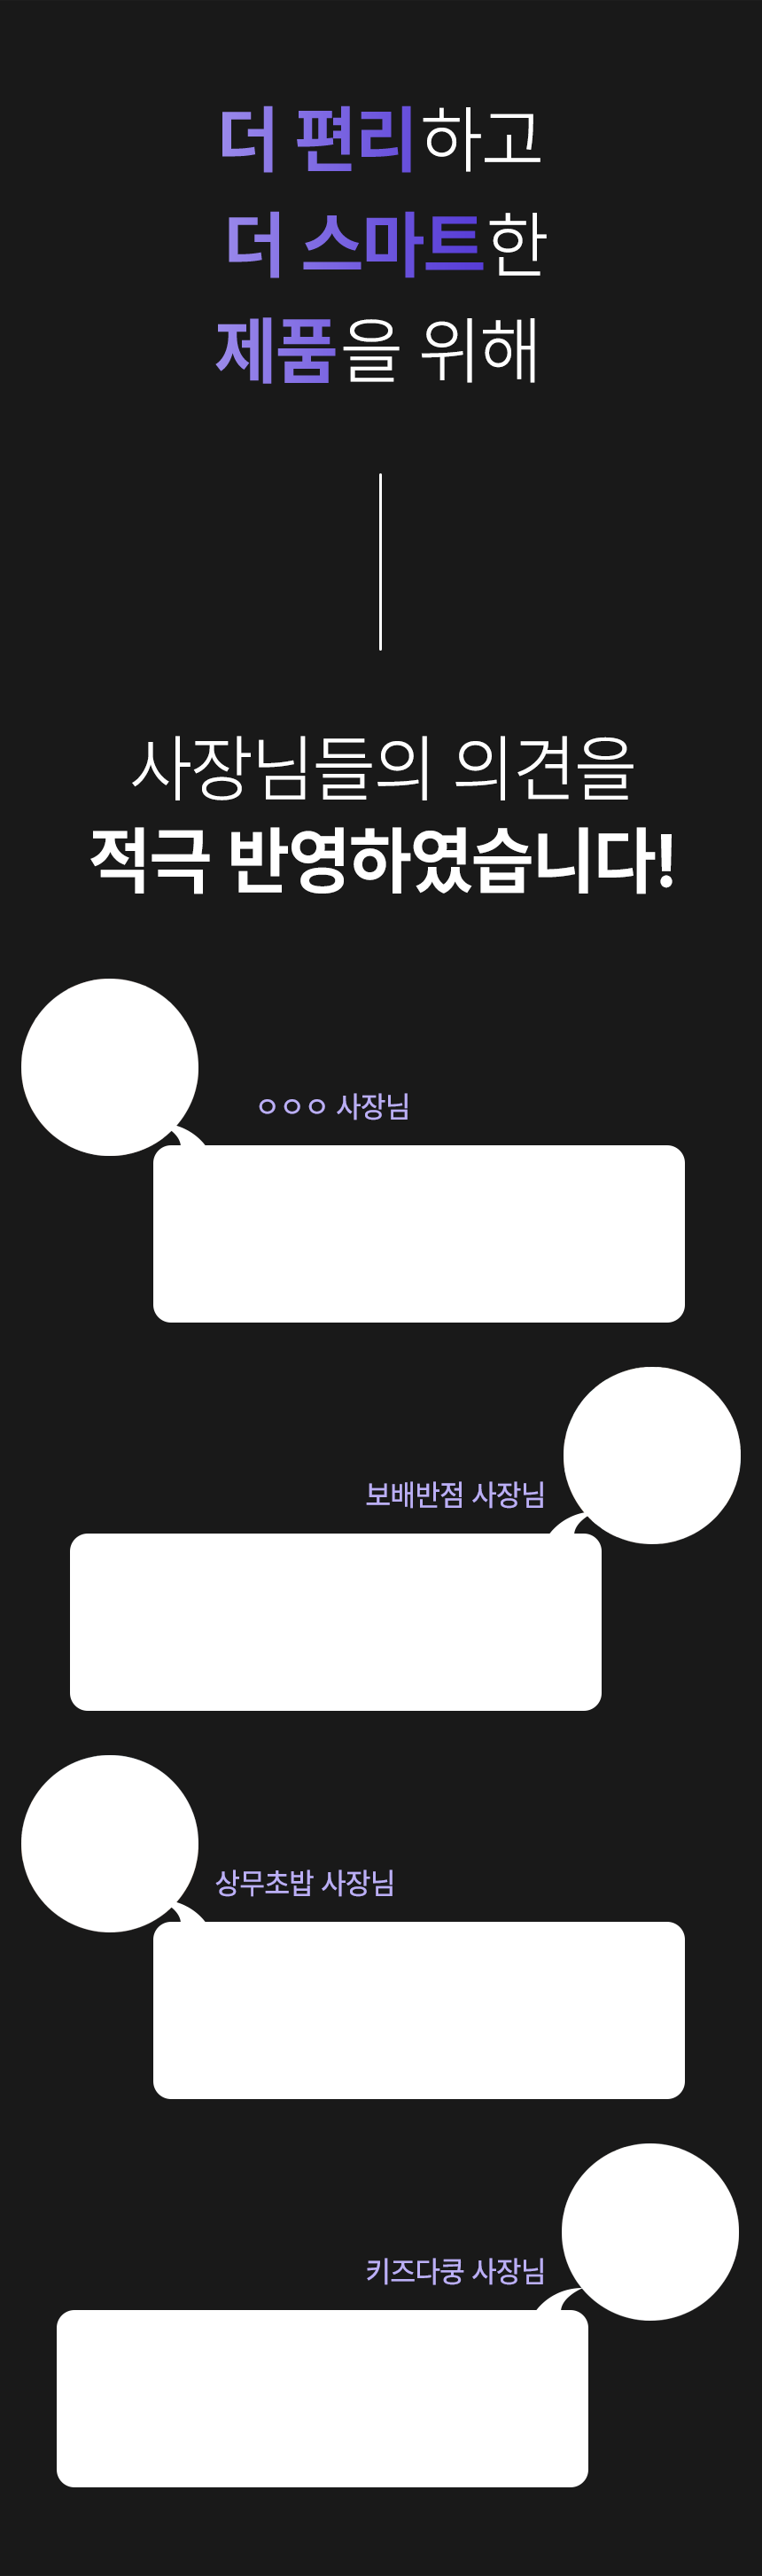 더 편리하고
더 스마트한
제품을 위해
사장님들의 의견을
적극 반영하였습니다!
ㅇㅇㅇ 사장님
보배반점 사장님
상무초밥 사장님
키즈다쿵 사장님